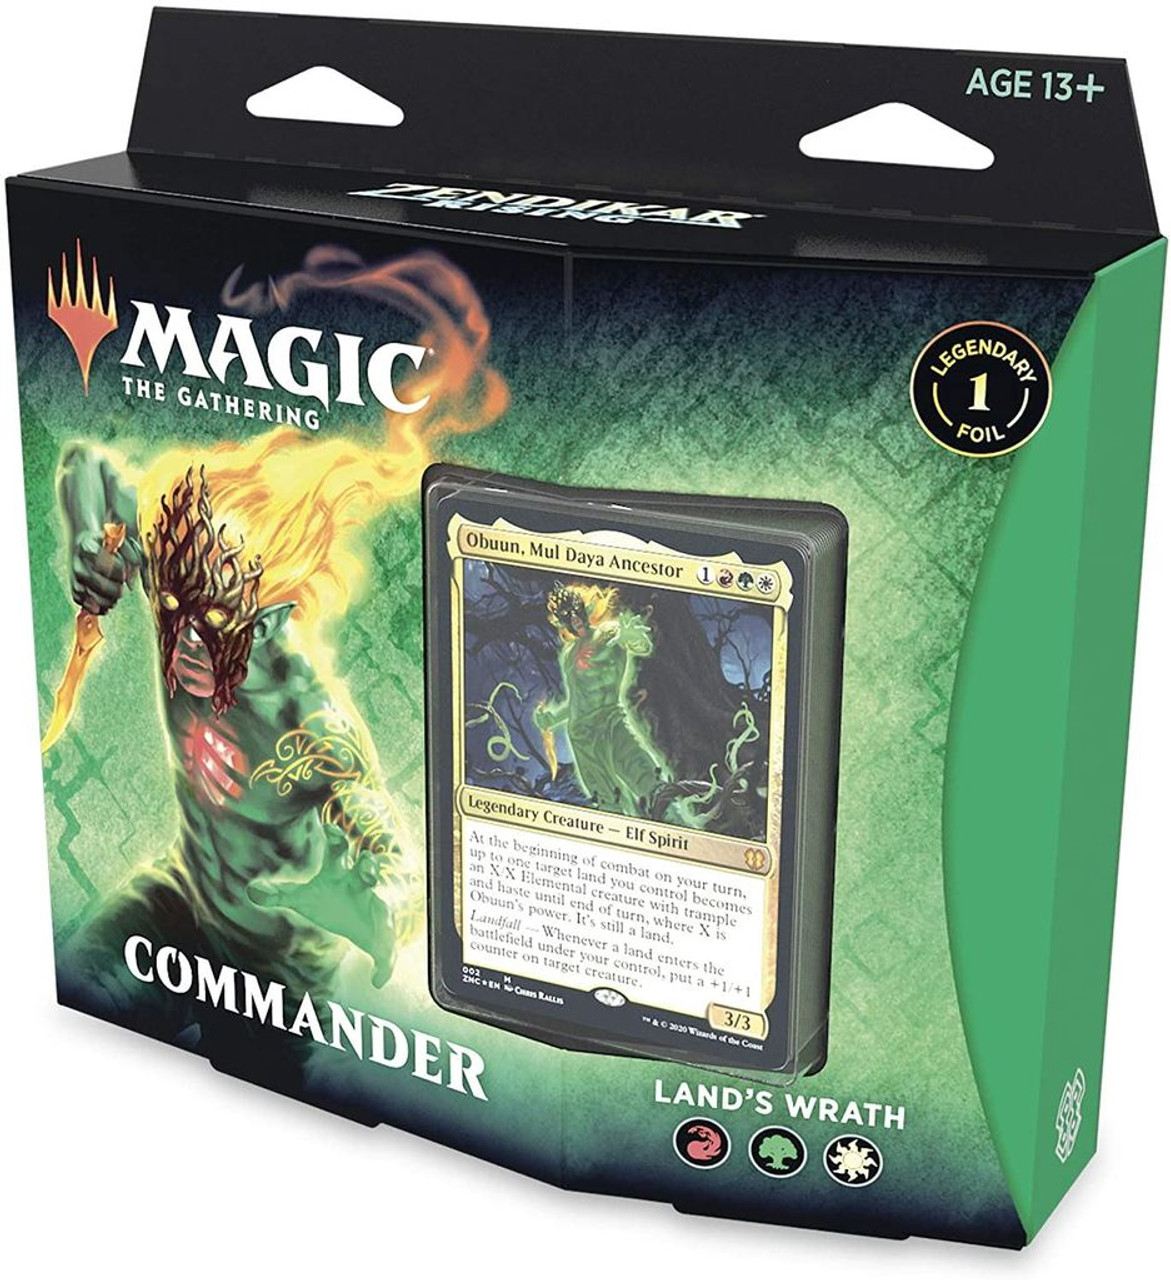 AGE 13+
ZENDIKAR
RISING
MAGIC
THE GATHERING
LEGENDARY
1
FOIL
Obuun, Mul Daya Ancestor 1
Legendary Creature — Elf Spirit
At the beginning of combat on your turn,
up to one target land you control becomes
an X/X Elemental creature with trample
and haste until end of turn, where X is
Obuun's power. It's still a land.
Landfall — Whenever a land enters the
battlefield under your control, put a +1/+1
counter on target creature.
3/3
002 M
ZNC★EN Chris Rallis
™ & © 2020 Wizards of the Coast
COMMANDER
LAND'S WRATH